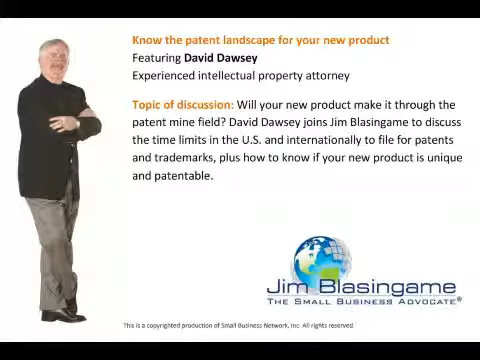 Know the patent landscape for your new product
Featuring David Dawsey
Experienced intellectual property attorney
Topic of discussion: Will your new product make it through the
patent mine field? David Dawsey joins Jim Blasingame to discuss
the time limits in the U.S. and internationally to file for patents
and trademarks, plus how to know if your new product is unique
and patentable.
Jim Blasingame
The Small Business Advocate®
This is a copyrighted production of Small Business Network, Inc. All rights reserved